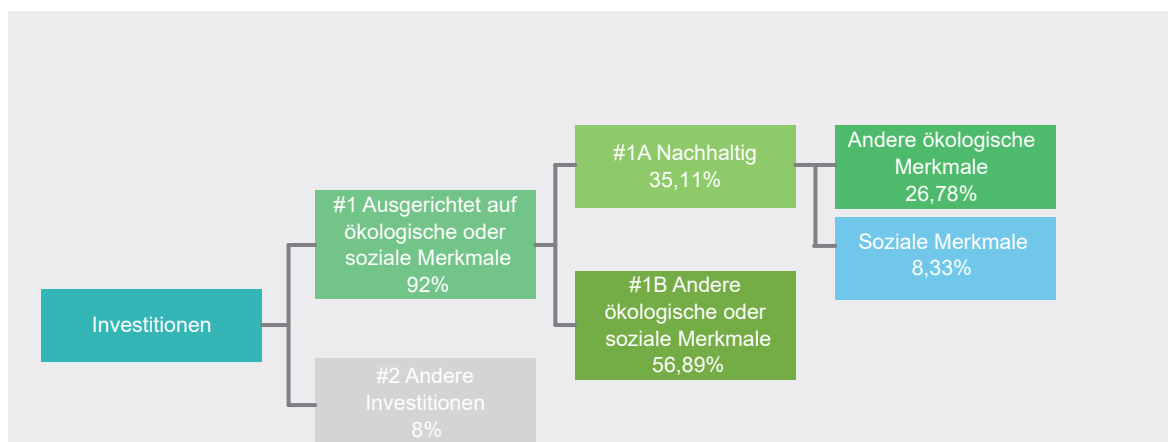 Investitionen
#1 Ausgerichtet auf
ökologische oder
soziale Merkmale
92%
#2 Andere
Investitionen
8%
#1A Nachhaltig
35,11%
#1B Andere
ökologische oder
soziale Merkmale
56,89%
Andere ökologische
Merkmale
26,78%
Soziale Merkmale
8,33%